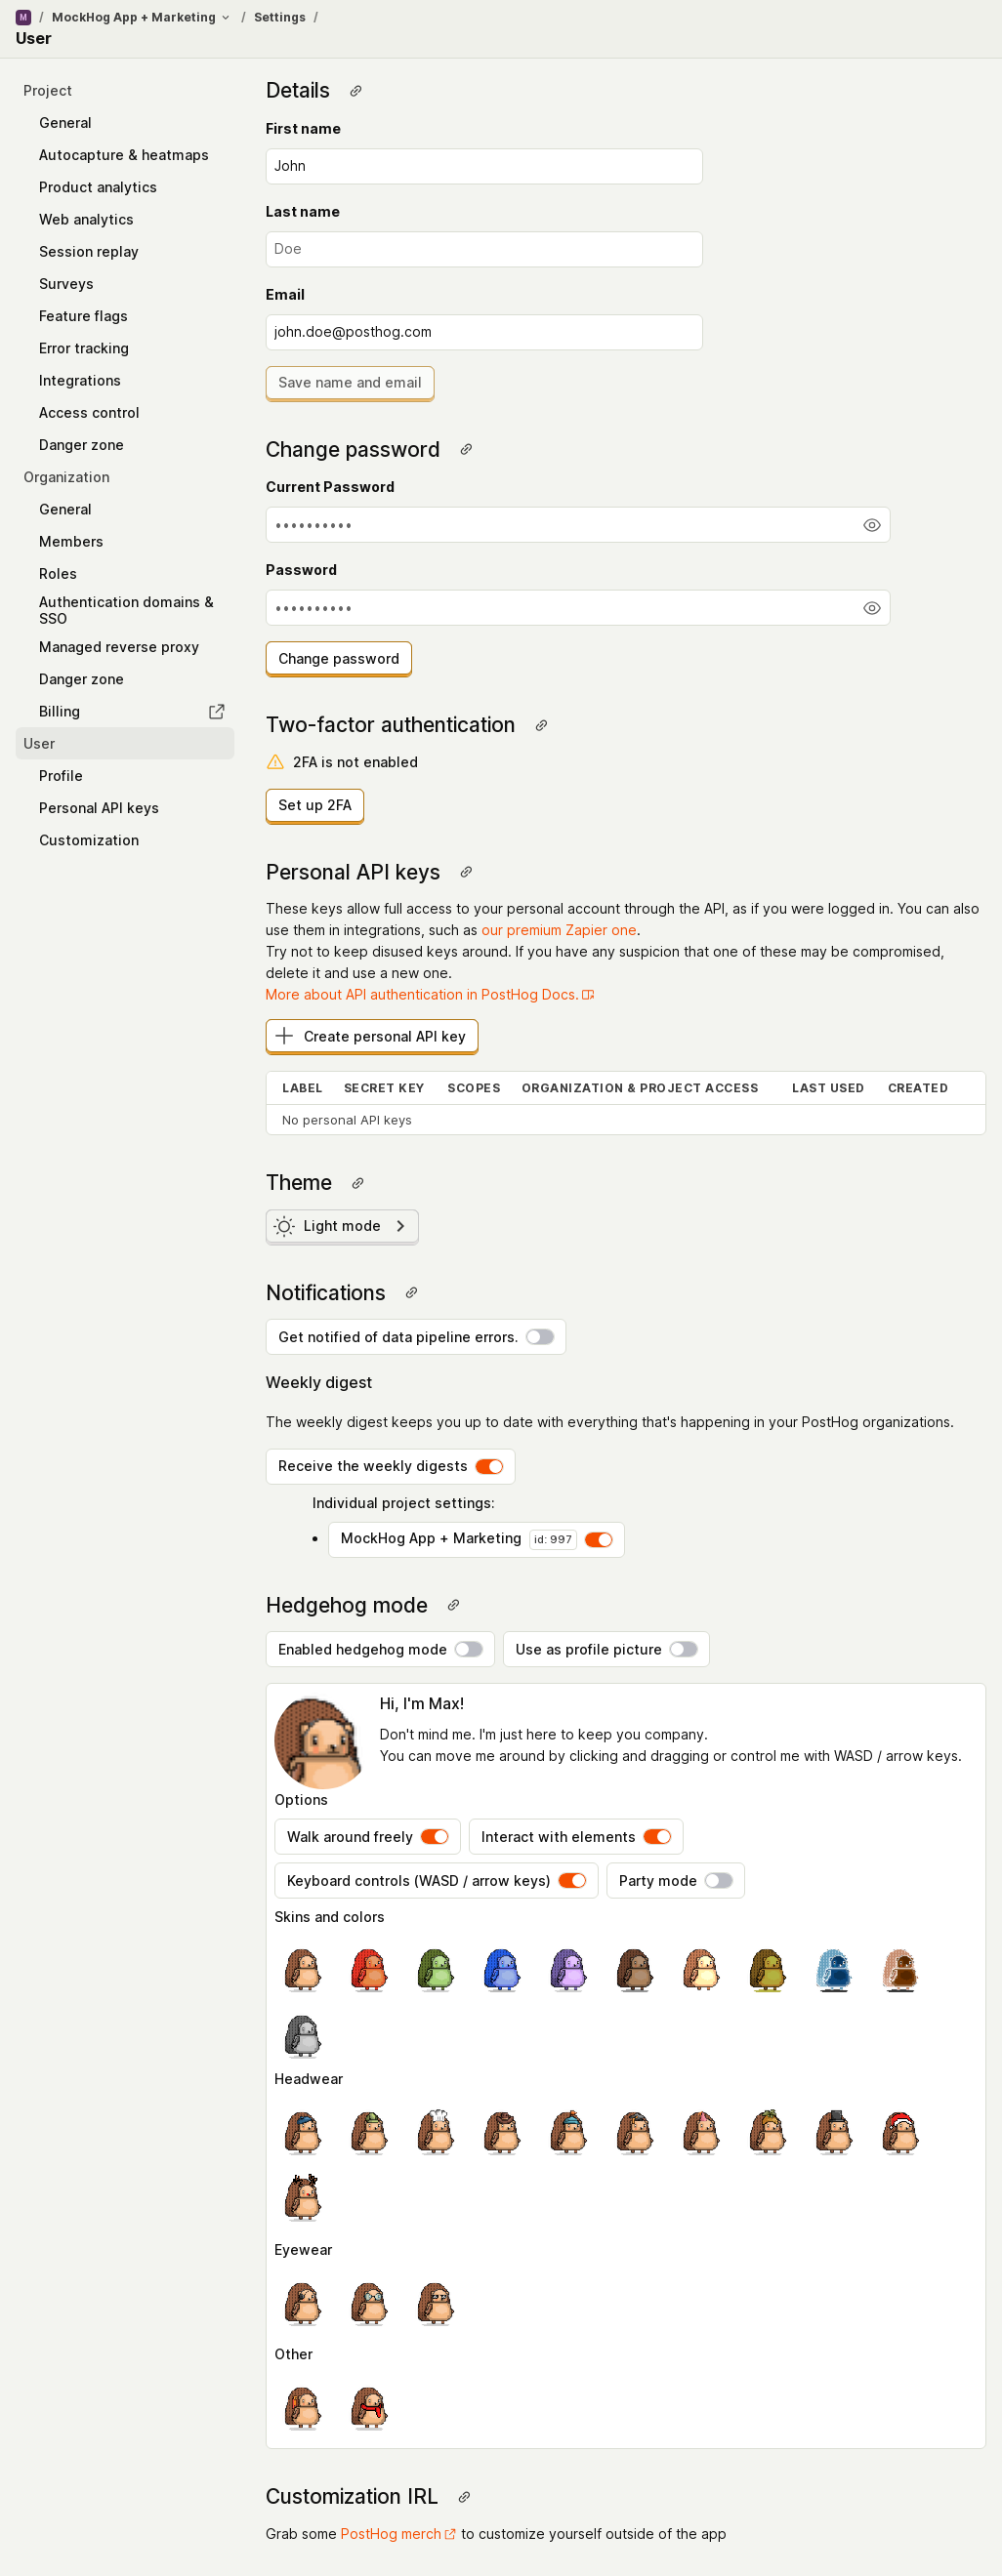 M / MockHog App + Marketing / Settings /
User
Project
General
Autocapture & heatmaps
Product analytics
Web analytics
Session replay
Surveys
Feature flags
Error tracking
Integrations
Access control
Danger zone
Organization
General
Members
Roles
Authentication domains &
SSO
Managed reverse proxy
Danger zone
Billing
User
Profile
Personal API keys
Customization
Details
First name
John
Last name
Doe
Email
john.doe@posthog.com
Save name and email
Change password
Current Password
••••••••••
Password
••••••••••
Change password
Two-factor authentication
2FA is not enabled
Set up 2FA
Personal API keys
These keys allow full access to your personal account through the API, as if you were logged in. You can also
use them in integrations, such as our premium Zapier one.
Try not to keep disused keys around. If you have any suspicion that one of these may be compromised,
delete it and use a new one.
More about API authentication in PostHog Docs.
Create personal API key
LABEL SECRET KEY SCOPES ORGANIZATION & PROJECT ACCESS LAST USED CREATED
No personal API keys
Theme
Light mode
Notifications
Get notified of data pipeline errors.
Weekly digest
The weekly digest keeps you up to date with everything that's happening in your PostHog organizations.
Receive the weekly digests
Individual project settings:
• MockHog App + Marketing id: 997
Hedgehog mode
Enabled hedgehog mode Use as profile picture
Hi, I'm Max!
Don't mind me. I'm just here to keep you company.
You can move me around by clicking and dragging or control me with WASD / arrow keys.
Options
Walk around freely Interact with elements
Keyboard controls (WASD / arrow keys) Party mode
Skins and colors
Headwear
Eyewear
Other
Customization IRL
Grab some PostHog merch to customize yourself outside of the app